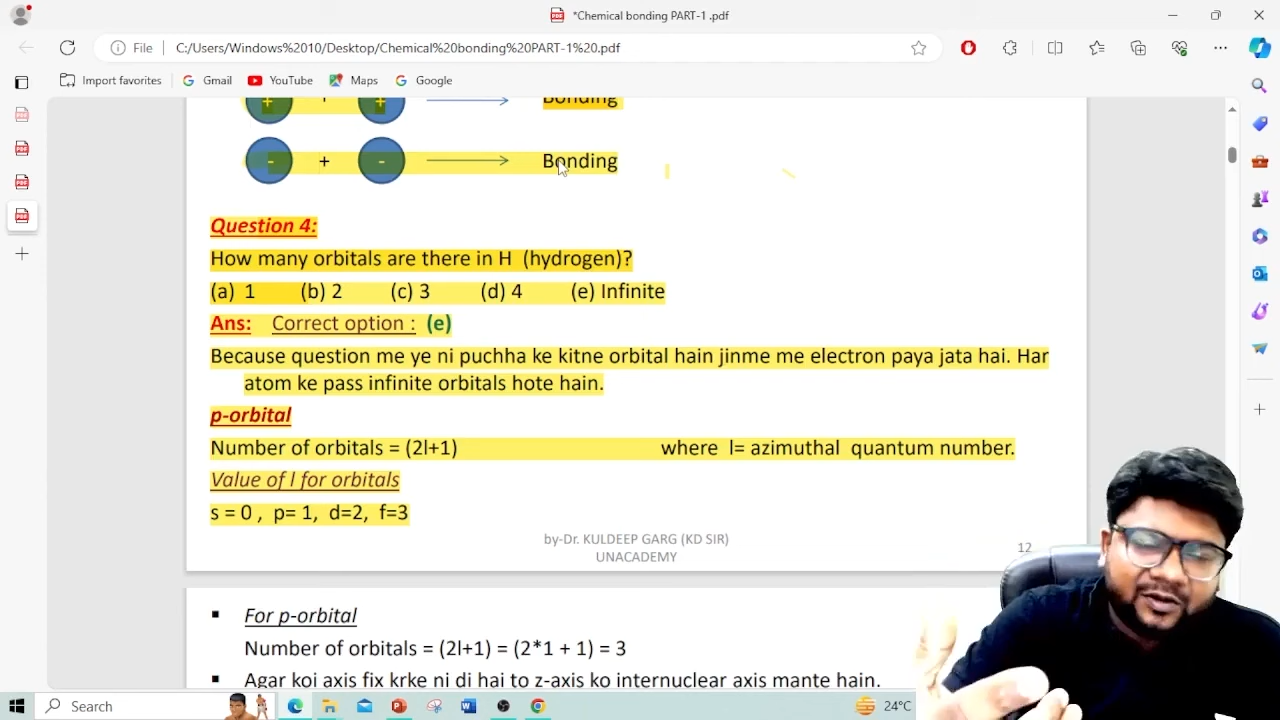 *Chemical bonding PART-1 .pdf
File
C:/Users/Windows%2010/Desktop/Chemical%20bonding%20PART-1%20.pdf
Import favorites
Gmail
YouTube
Maps
Google
+ + + Bonding
- + - Bonding
Question 4:
How many orbitals are there in H (hydrogen)?
(a) 1 (b) 2 (c) 3 (d) 4 (e) Infinite
Ans: Correct option : (e)
Because question me ye ni puchha ke kitne orbital hain jinme me electron paya jata hai. Har
atom ke pass infinite orbitals hote hain.
p-orbital
Number of orbitals = (2l+1) where l= azimuthal quantum number.
Value of l for orbitals
s = 0 , p= 1, d=2, f=3
by-Dr. KULDEEP GARG (KD SIR)
UNACADEMY
12
▪ For p-orbital
Number of orbitals = (2l+1) = (2*1 + 1) = 3
▪ Agar koi axis fix krke ni di hai to z-axis ko internuclear axis mante hain.
Search
24°C